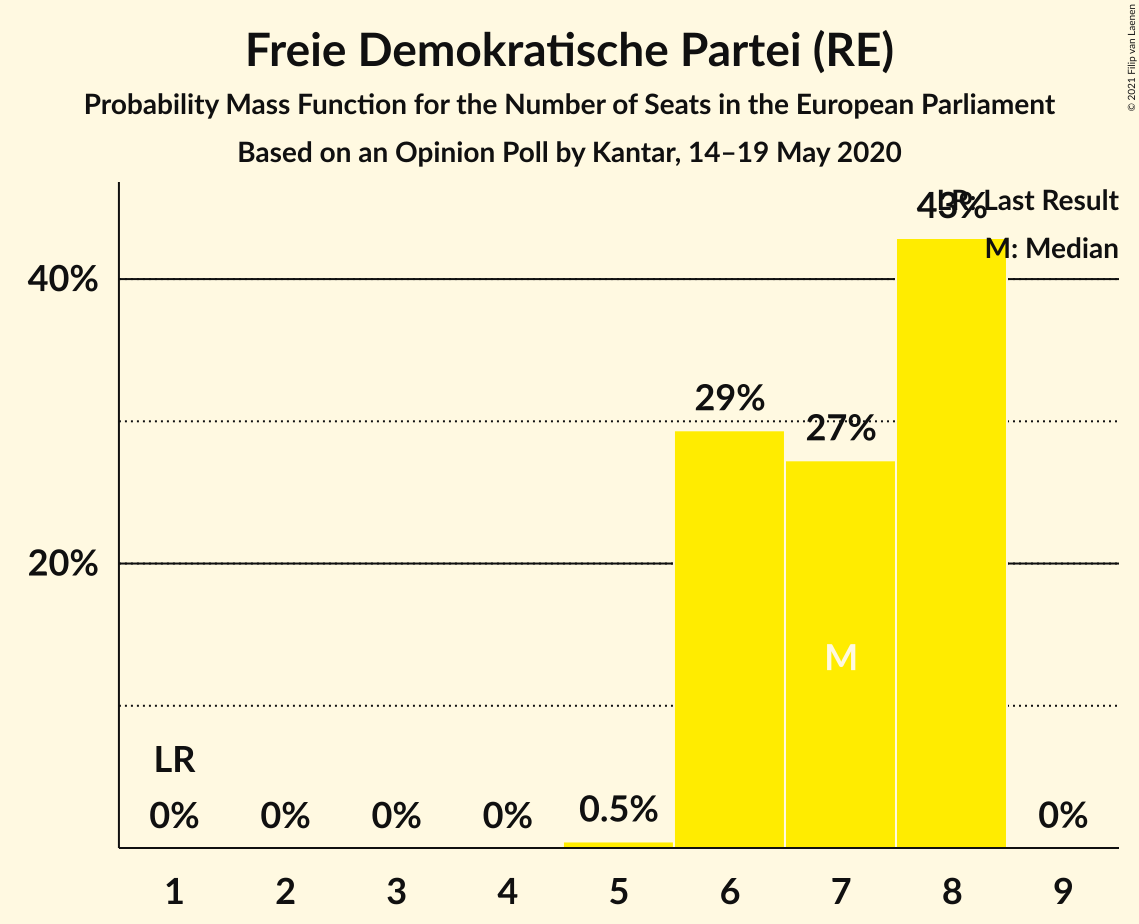 Freie Demokratische Partei (RE)
Probability Mass Function for the Number of Seats in the European Parliament
Based on an Opinion Poll by Kantar, 14–19 May 2020
© 2021 Filip van Laenen
LR: Last Result
M: Median
43%
40%
29%
27%
20%
M
LR
0%
0%
0%
0%
0.5%
0%
1 2 3 4 5 6 7 8 9